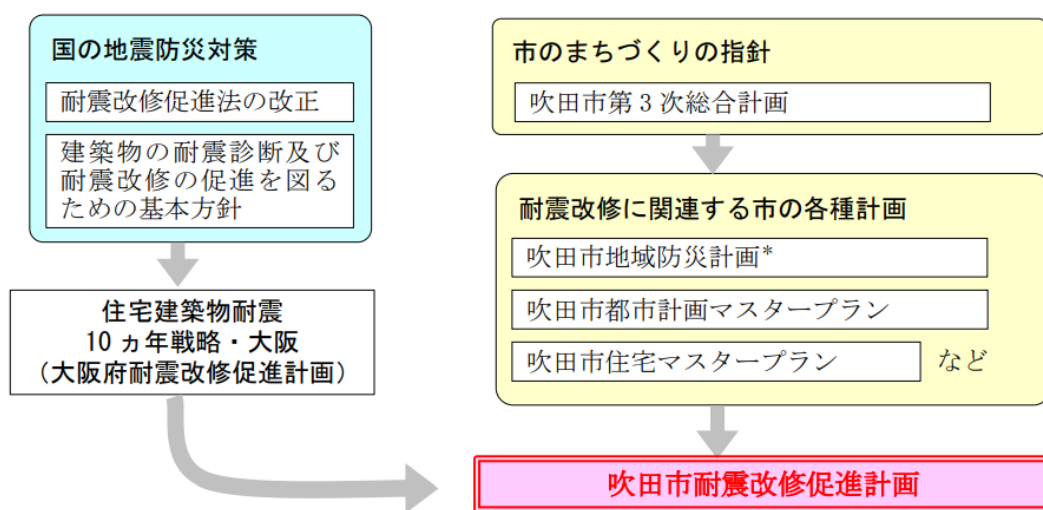 国の地震防災対策
耐震改修促進法の改正
建築物の耐震診断及び
耐震改修の促進を図る
ための基本方針
住宅建築物耐震
10ヵ年戦略・大阪
(大阪府耐震改修促進計画)
市のまちづくりの指針
吹田市第3次総合計画
耐震改修に関連する市の各種計画
吹田市地域防災計画*
吹田市都市計画マスタープラン
吹田市住宅マスタープラン など
吹田市耐震改修促進計画